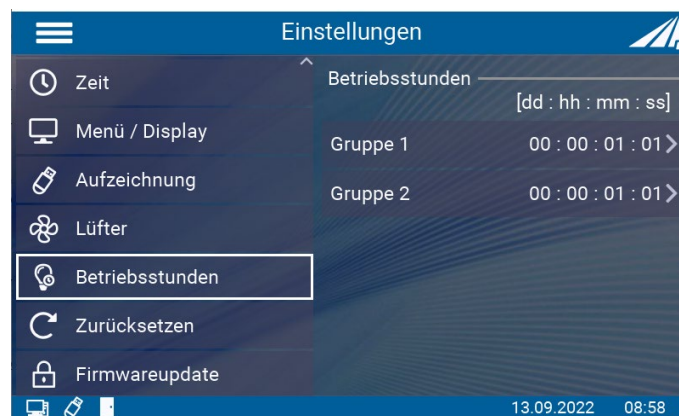 Einstellungen
Zeit
Menü / Display
Aufzeichnung
Lüfter
Betriebsstunden
Zurücksetzen
Firmwareupdate
Betriebsstunden
[dd : hh : mm : ss]
Gruppe 1 00 : 00 : 01 : 01
Gruppe 2 00 : 00 : 01 : 01
13.09.2022 08:58